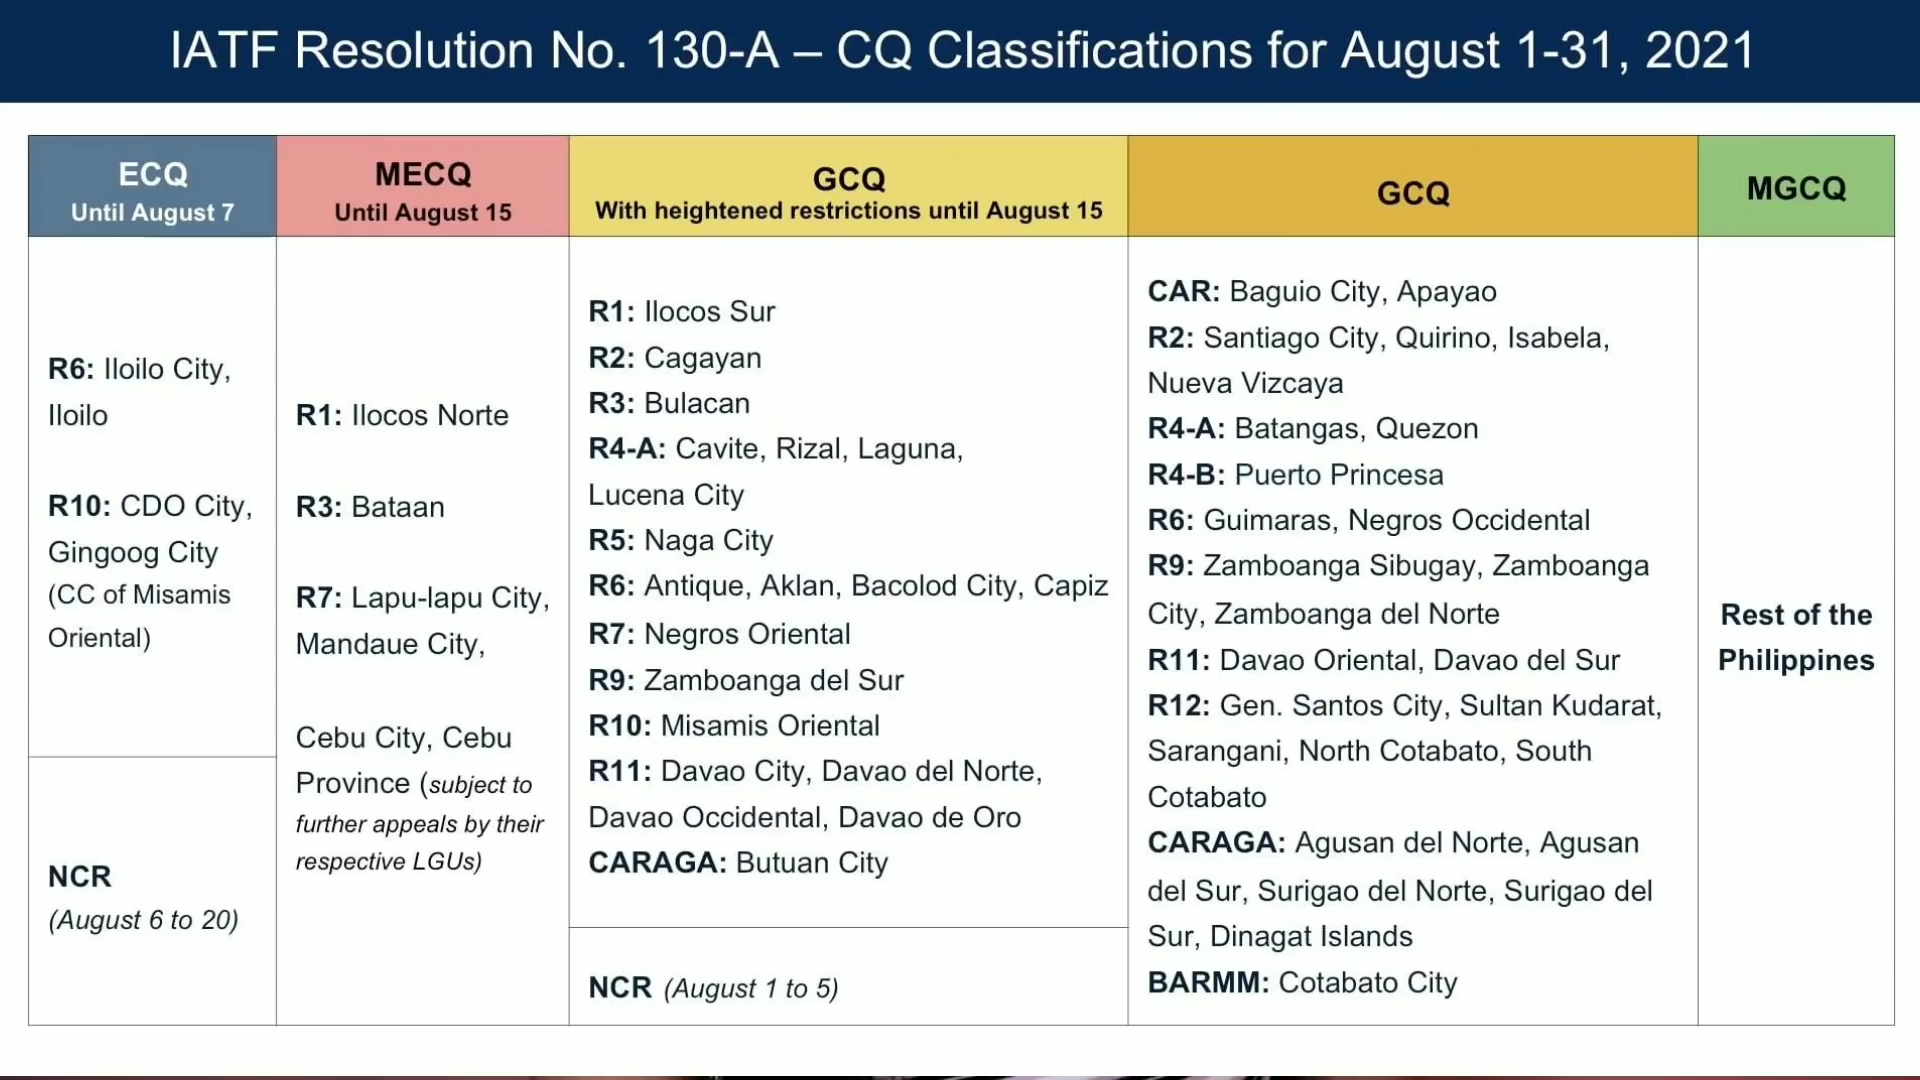 IATF Resolution No. 130-A – CQ Classifications for August 1-31, 2021
ECQ
Until August 7
R6: Iloilo City,
Iloilo
R10: CDO City,
Gingoog City
(CC of Misamis
Oriental)
NCR
(August 6 to 20)
MECQ
Until August 15
R1: Ilocos Norte
R3: Bataan
R7: Lapu-lapu City,
Mandaue City,
Cebu City, Cebu
Province (subject to
further appeals by their
respective LGUs)
GCQ
With heightened restrictions until August 15
R1: Ilocos Sur
R2: Cagayan
R3: Bulacan
R4-A: Cavite, Rizal, Laguna,
Lucena City
R5: Naga City
R6: Antique, Aklan, Bacolod City, Capiz
R7: Negros Oriental
R9: Zamboanga del Sur
R10: Misamis Oriental
R11: Davao City, Davao del Norte,
Davao Occidental, Davao de Oro
CARAGA: Butuan City
NCR (August 1 to 5)
GCQ
CAR: Baguio City, Apayao
R2: Santiago City, Quirino, Isabela,
Nueva Vizcaya
R4-A: Batangas, Quezon
R4-B: Puerto Princesa
R6: Guimaras, Negros Occidental
R9: Zamboanga Sibugay, Zamboanga
City, Zamboanga del Norte
R11: Davao Oriental, Davao del Sur
R12: Gen. Santos City, Sultan Kudarat,
Sarangani, North Cotabato, South
Cotabato
CARAGA: Agusan del Norte, Agusan
del Sur, Surigao del Norte, Surigao del
Sur, Dinagat Islands
BARMM: Cotabato City
MGCQ
Rest of the
Philippines